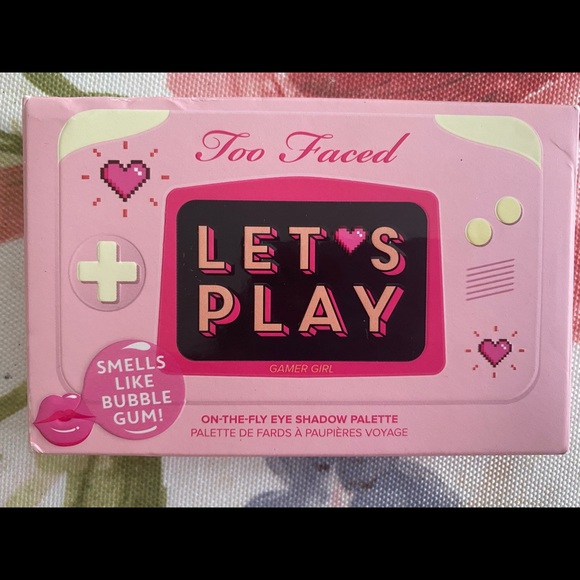 Too Faced
LET'S
PLAY
GAMER GIRL
SMELLS
LIKE
BUBBLE
GUM!
ON-THE-FLY EYE SHADOW PALETTE
PALETTE DE FARDS À PAUPIÈRES VOYAGE